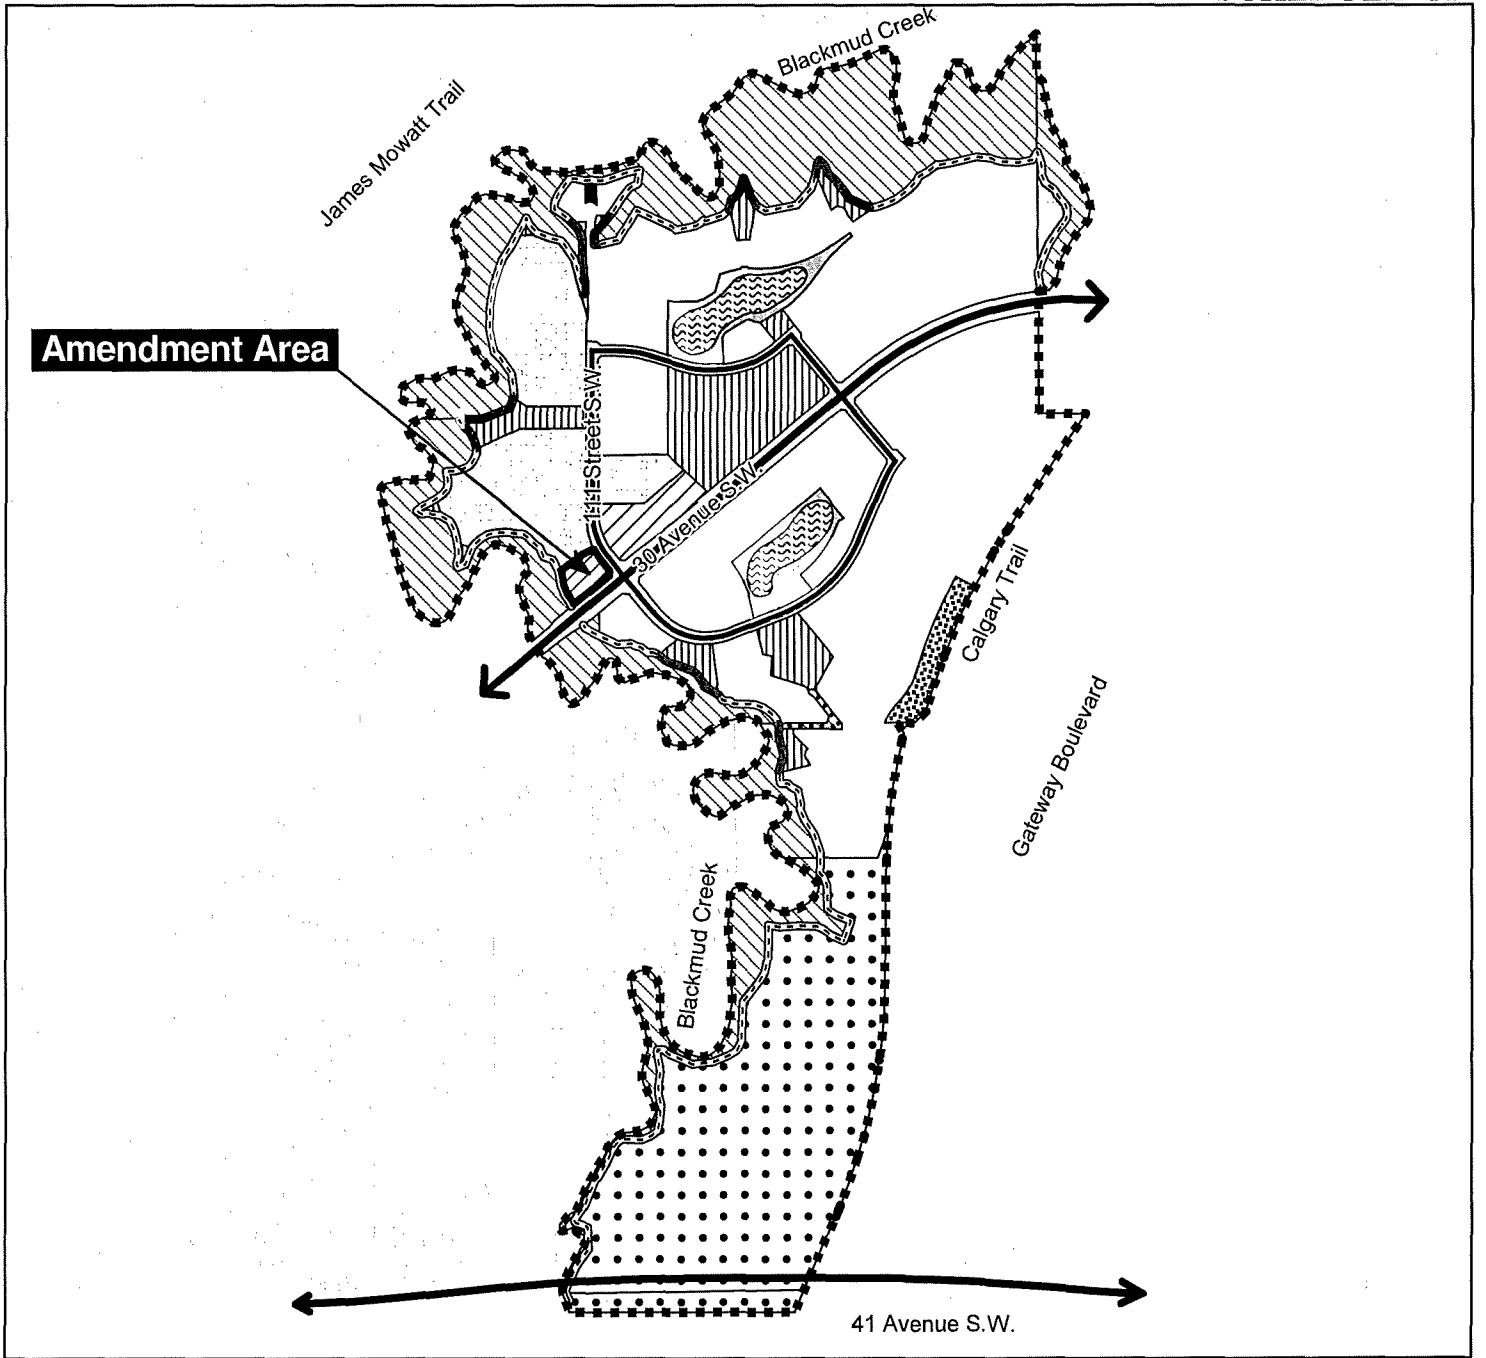 Blackmud Creek
James Mowatt Trail
Amendment Area
111 Street S.W.
30 Avenue S.W.
Calgary Trail
Gateway Boulevard
Blackmud Creek
41 Avenue S.W.